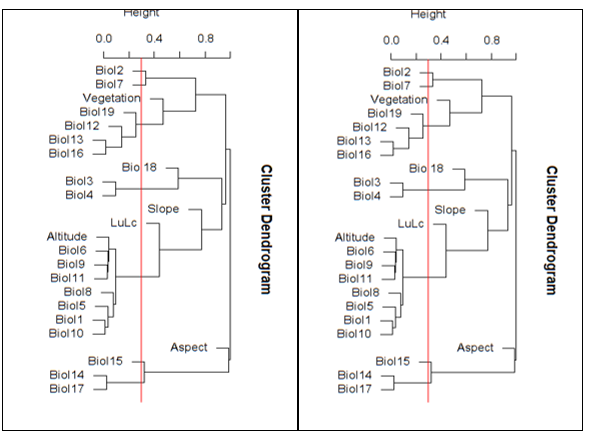 Height
0.0 0.4 0.8
Biol2
Biol7
Vegetation
Biol19
Biol12
Biol13
Biol16
Bio 18
Biol3
Biol4
Slope
LuLc
Altitude
Biol6
Biol9
Biol11
Biol8
Biol5
Biol1
Biol10
Aspect
Biol15
Biol14
Biol17
Cluster Dendrogram
Height
0.0 0.4 0.8
Biol2
Biol7
Vegetation
Biol19
Biol12
Biol13
Biol16
Bio 18
Biol3
Biol4
Slope
LuLc
Altitude
Biol6
Biol9
Biol11
Biol8
Biol5
Biol1
Biol10
Aspect
Biol15
Biol14
Biol17
Cluster Dendrogram